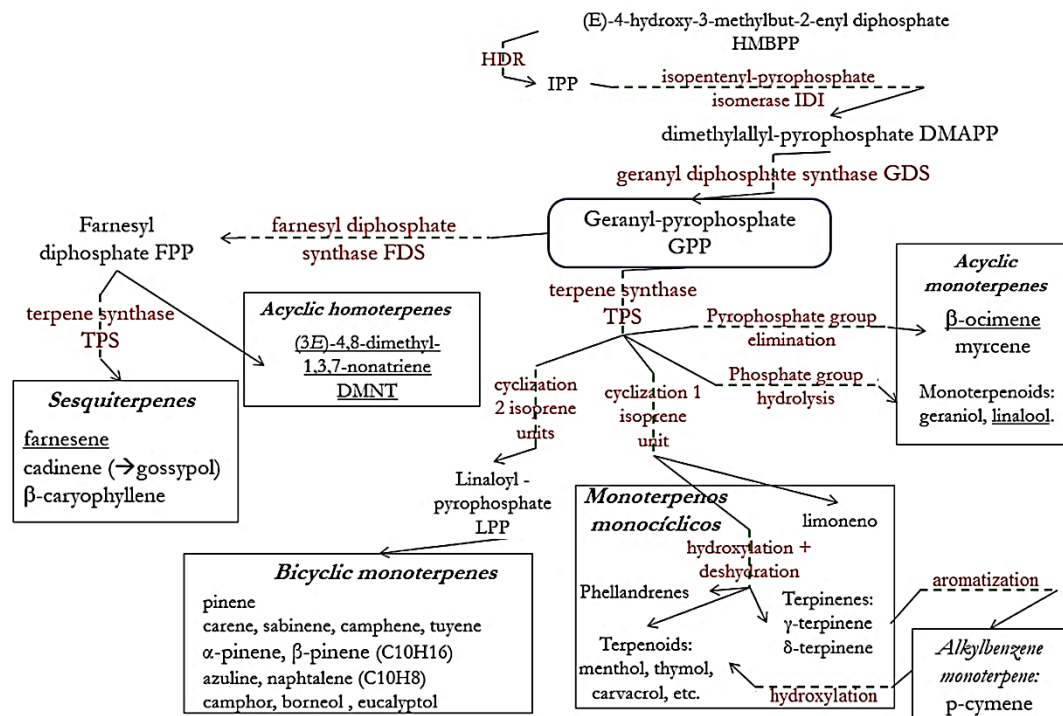 (E)-4-hydroxy-3-methylbut-2-enyl diphosphate
HMBPP
HDR
IPP
isopentenyl-pyrophosphate
isomerase IDI
dimethylallyl-pyrophosphate DMAPP
geranyl diphosphate synthase GDS
Geranyl-pyrophosphate
GPP
farnesyl diphosphate
synthase FDS
Farnesyl
diphosphate FPP
terpene synthase
TPS
Acyclic homoterpenes
(3E)-4,8-dimethyl-
1,3,7-nonatriene
DMNT
Sesquiterpenes
farnesene
cadinene (→gossypol)
β-caryophyllene
terpene synthase
TPS
Pyrophosphate group
elimination
Phosphate group
hydrolysis
Acyclic
monoterpenes
β-ocimene
myrcene
Monoterpenoids:
geraniol, linalool.
cyclization
2 isoprene
units
cyclization 1
isoprene
unit
Linaloyl -
pyrophosphate
LPP
Bicyclic monoterpenes
pinene
carene, sabinene, camphene, tuyene
α-pinene, β-pinene (C10H16)
azuline, naphtalene (C10H8)
camphor, borneol , eucalyptol
Monoterpenos
monocíclicos
limoneno
hydroxylation +
deshydration
Phellandrenes
Terpinenes:
γ-terpinene
δ-terpinene
Terpenoids:
menthol, thymol,
carvacrol, etc.
aromatization
hydroxylation
Alkylbenzene
monoterpene:
p-cymene